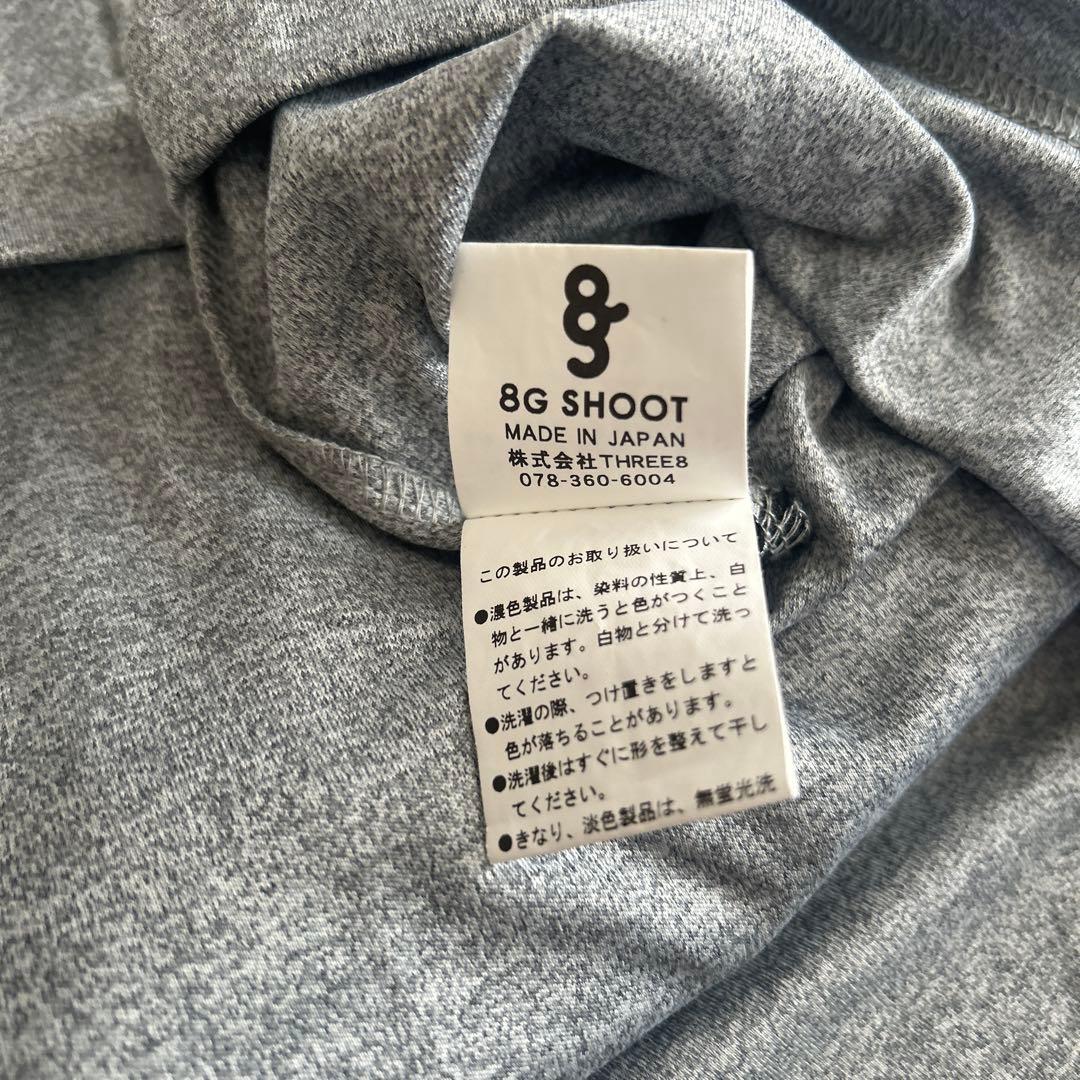 8G SHOOT
MADE IN JAPAN
株式会社THREE8
078-360-6004
この製品のお取り扱いについて
●濃色製品は、染料の性質上、白
物と一緒に洗うと色がつくこと
があります。白物と分けて洗っ
てください。
●洗濯の際、つけ置きをしますと
色が落ちることがあります。
●洗濯後はすぐに形を整えて干し
てください。
●きなり、淡色製品は、無蛍光洗